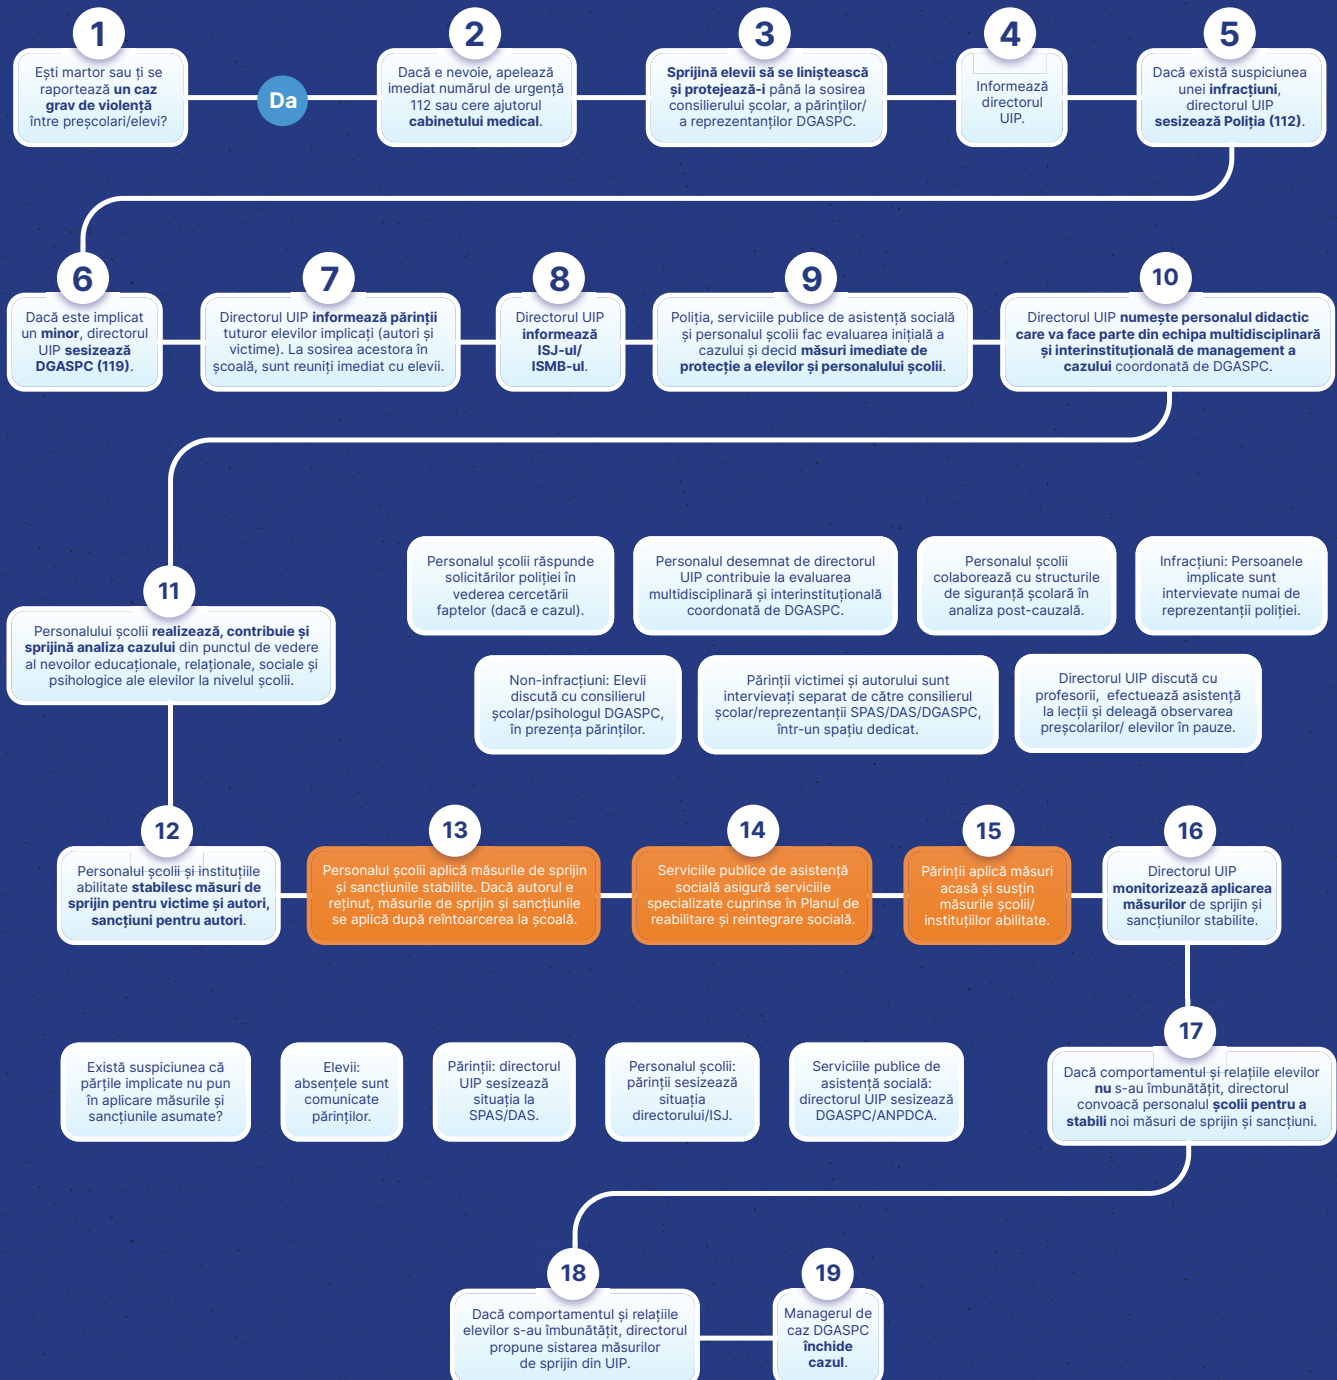 1
Ești martor sau ți se
raportează un caz
grav de violență
între preșcolari/elevi?
Da
2
Dacă e nevoie, apelează
imediat numărul de urgență
112 sau cere ajutorul
cabinetului medical.
3
Sprijină elevii să se liniștească
și protejează-i până la sosirea
consilierului școlar, a părinților/
a reprezentanților DGASPC.
4
Informează
directorul
UIP.
5
Dacă există suspiciunea
unei infracțiuni,
directorul UIP
sesizează Poliția (112).
6
Dacă este implicat
un minor, directorul
UIP sesizează
DGASPC (119).
7
Directorul UIP informează părinții
tuturor elevilor implicați (autori și
victime). La sosirea acestora în
școală, sunt reuniți imediat cu elevii.
8
Directorul UIP
informează
ISJ-ul/
ISMB-ul.
9
Poliția, serviciile publice de asistență socială
și personalul școlii fac evaluarea inițială a
cazului și decid măsuri imediate de
protecție a elevilor și personalului școlii.
10
Directorul UIP numește personalul didactic
care va face parte din echipa multidisciplinară
și interinstituțională de management a
cazului coordonată de DGASPC.
11
Personalului școlii realizează, contribuie și
sprijină analiza cazului din punctul de vedere
al nevoilor educaționale, relaționale, sociale și
psihologice ale elevilor la nivelul școlii.
Personalul școlii răspunde
solicitărilor poliției în
vederea cercetării
faptelor (dacă e cazul).
Personalul desemnat de directorul
UIP contribuie la evaluarea
multidisciplinară și interinstituțională
coordonată de DGASPC.
Personalul școlii
colaborează cu structurile
de siguranță școlară în
analiza post-cauzală.
Infracțiuni: Persoanele
implicate sunt
intervievate numai de
reprezentanții poliției.
Non-infracțiuni: Elevii
discută cu consilierul
școlar/psihologul DGASPC,
în prezența părinților.
Părinții victimei și autorului sunt
intervievați separat de către consilierul
școlar/reprezentanții SPAS/DAS/DGASPC,
într-un spațiu dedicat.
Directorul UIP discută cu
profesorii, efectuează asistență
la lecții și deleagă observarea
preșcolarilor/ elevilor în pauze.
12
Personalul școlii și instituțiile
abilitate stabilesc măsuri de
sprijin pentru victime și autori,
sancțiuni pentru autori.
13
Personalul școlii aplică măsurile de sprijin
și sancțiunile stabilite. Dacă autorul e
reținut, măsurile de sprijin și sancțiunile
se aplică după reîntoarcerea la școală.
14
Serviciile publice de asistență
socială asigură serviciile
specializate cuprinse în Planul de
reabilitare și reintegrare socială.
15
Părinții aplică măsuri
acasă și susțin
măsurile școlii/
instituțiilor abilitate.
16
Directorul UIP
monitorizează aplicarea
măsurilor de sprijin și
sancțiunilor stabilite.
17
Dacă comportamentul și relațiile elevilor
nu s-au îmbunătățit, directorul
convoacă personalul școlii pentru a
stabili noi măsuri de sprijin și sancțiuni.
Există suspiciunea că
părțile implicate nu pun
în aplicare măsurile și
sancțiunile asumate?
Elevii:
absențele sunt
comunicate
părinților.
Părinții: directorul
UIP sesizează
situația la
SPAS/DAS.
Personalul școlii:
părinții sesizează
situația
directorului/ISJ.
Serviciile publice de
asistență socială:
directorul UIP sesizează
DGASPC/ANPDCA.
18
Dacă comportamentul și relațiile
elevilor s-au îmbunătățit, directorul
propune sistarea măsurilor
de sprijin din UIP.
19
Managerul de
caz DGASPC
închide
cazul.